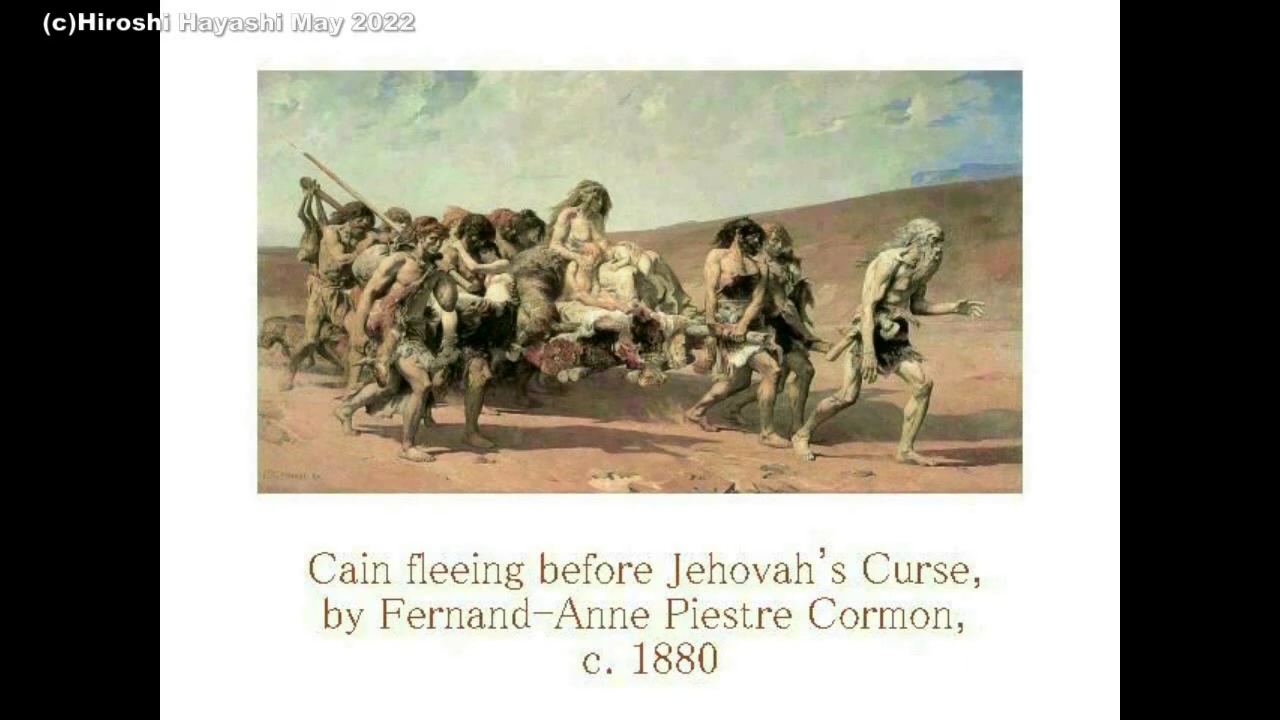 (c)Hiroshi Hayashi May 2022
Cain fleeing before Jehovah's Curse,
by Fernand-Anne Piestre Cormon,
c. 1880